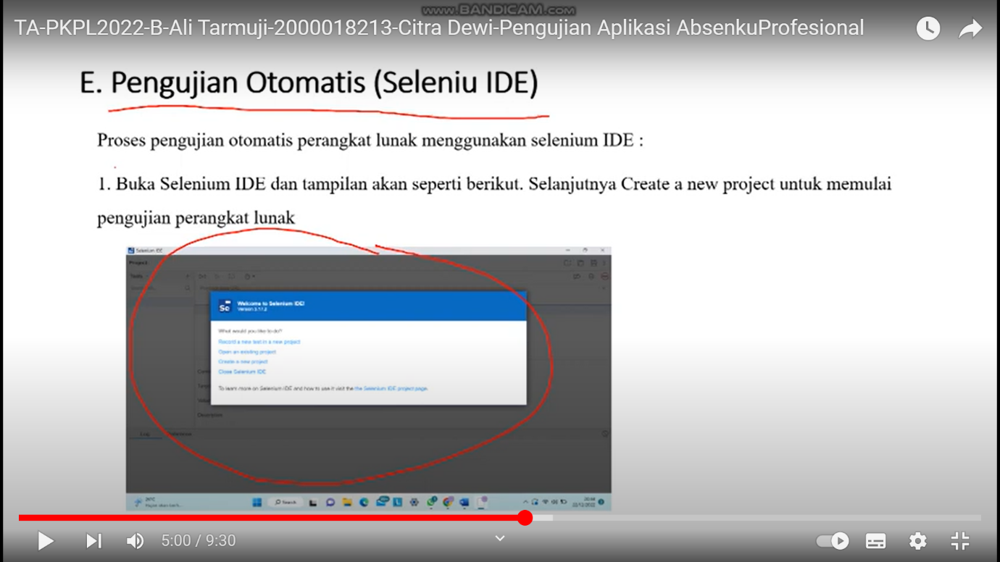 www.BANDICAM.com
TA-PKPL2022-B-Ali Tarmuji-2000018213-Citra Dewi-Pengujian Aplikasi AbsenkuProfesional
E. Pengujian Otomatis (Seleniu IDE)
Proses pengujian otomatis perangkat lunak menggunakan selenium IDE :
1. Buka Selenium IDE dan tampilan akan seperti berikut. Selanjutnya Create a new project untuk memulai
pengujian perangkat lunak
Selenium IDE
Project
Tests
Se
Welcome to Selenium IDE!
Version 3.17.2
What would you like to do?
Record a new test in a new project
Open an existing project
Create a new project
Close Selenium IDE
To learn more on Selenium IDE and how to use it visit the the Selenium IDE project page.
Description
Log
Reference
Search
5:00 / 9:30